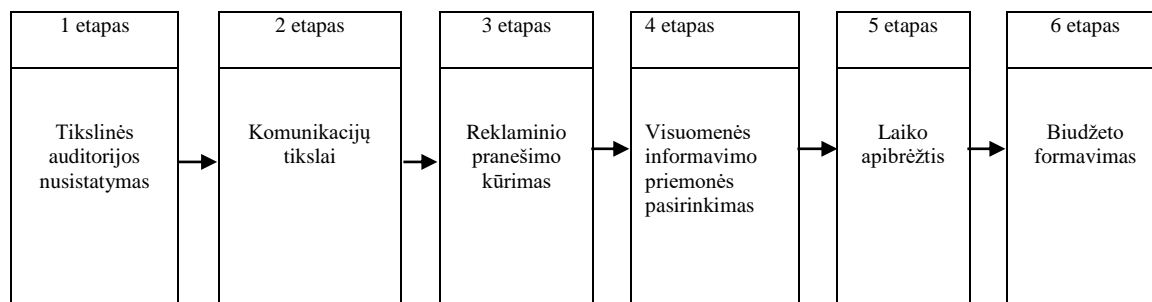 1 etapas
Tikslinės
auditorijos
nusistatymas
2 etapas
Komunikacijų
tikslai
3 etapas
Reklaminio
pranešimo
kūrimas
4 etapas
Visuomenės
informavimo
priemonės
pasirinkimas
5 etapas
Laiko
apibrėžtis
6 etapas
Biudžeto
formavimas